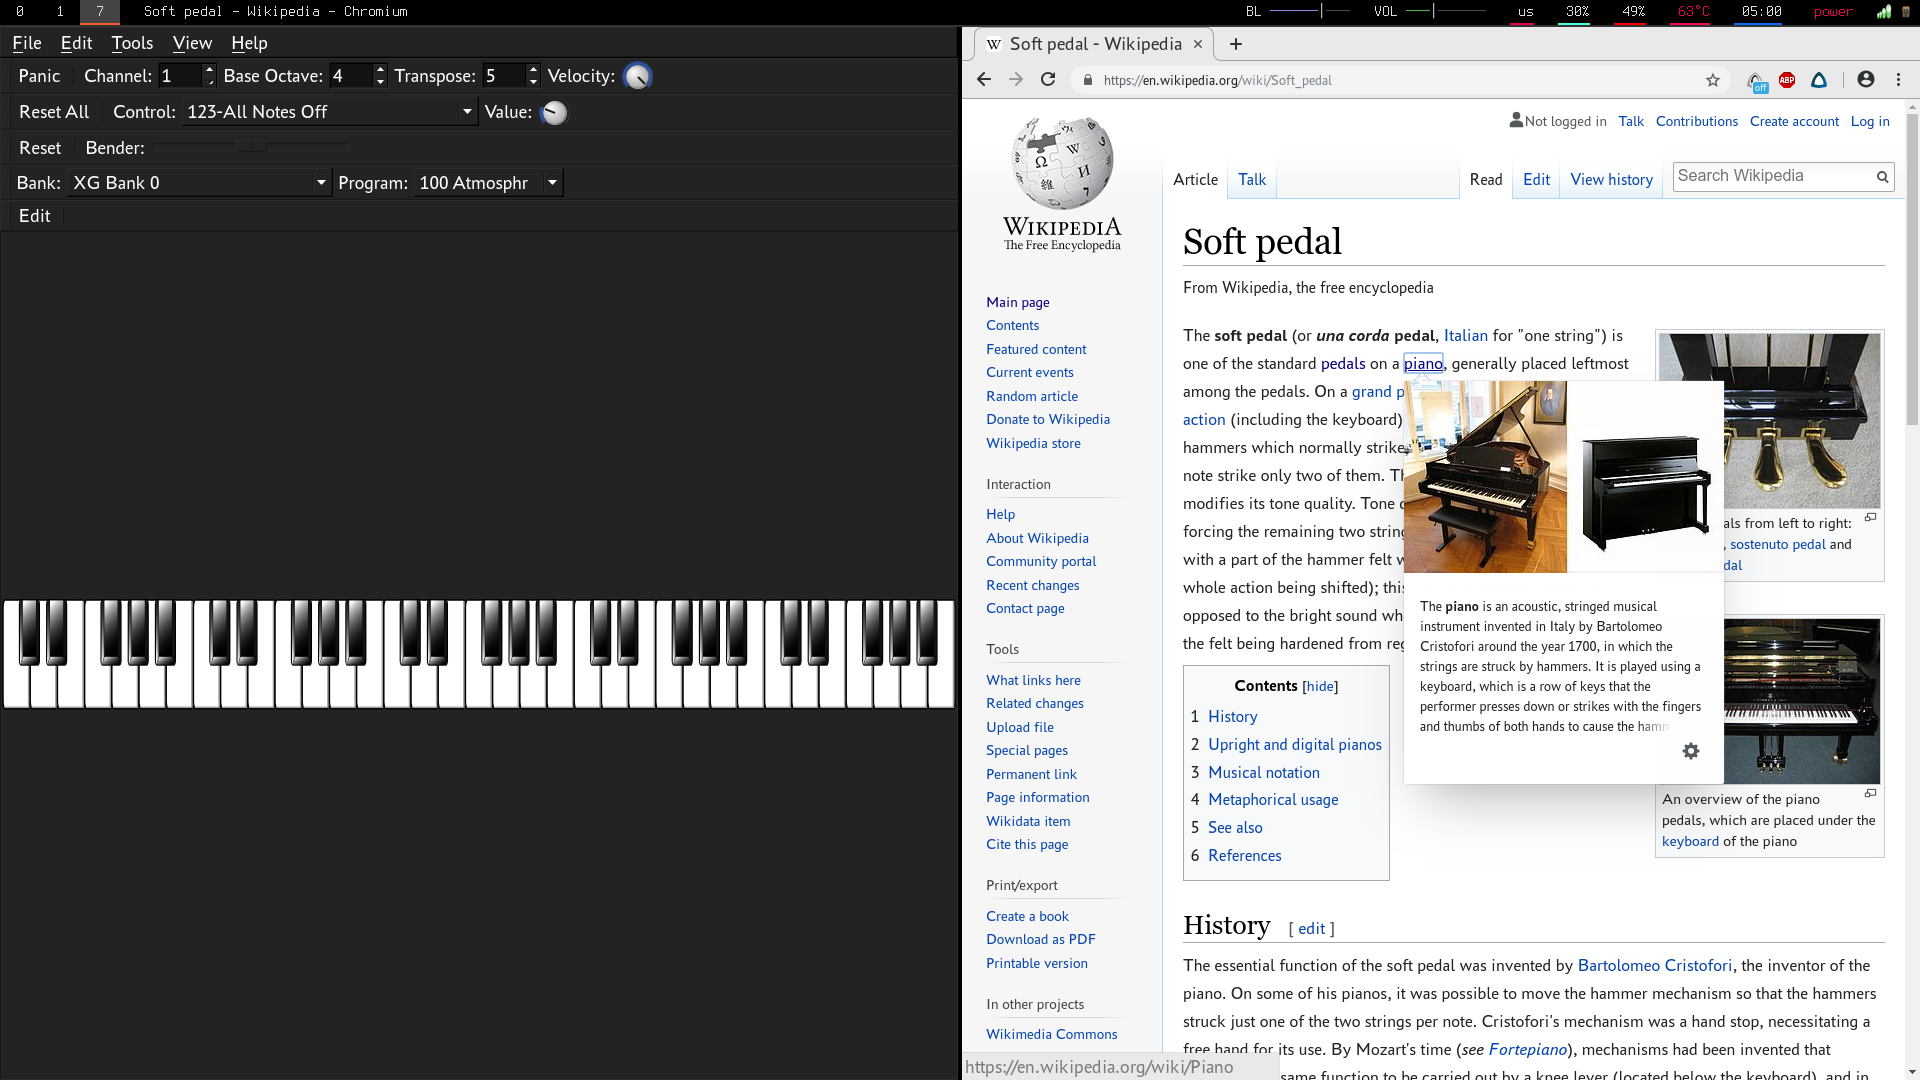 0 1 7 Soft pedal - Wikipedia - Chromium BL VOL us 30% 49% 63°C 05:00 power
File Edit Tools View Help
Panic Channel: 1 Base Octave: 4 Transpose: 5 Velocity:
Reset All Control: 123-All Notes Off Value:
Reset Bender:
Bank: XG Bank 0 Program: 100 Atmosphr
Edit
W Soft pedal - Wikipedia
https://en.wikipedia.org/wiki/Soft_pedal
off ABP
Not logged in Talk Contributions Create account Log in
WIKIPEDIA
The Free Encyclopedia
Article Talk Read Edit View history Search Wikipedia
Main page
Contents
Featured content
Current events
Random article
Donate to Wikipedia
Wikipedia store
Interaction
Help
About Wikipedia
Community portal
Recent changes
Contact page
Tools
What links here
Related changes
Upload file
Special pages
Permanent link
Page information
Wikidata item
Cite this page
Print/export
Create a book
Download as PDF
Printable version
In other projects
Wikimedia Commons
Soft pedal
From Wikipedia, the free encyclopedia
The soft pedal (or una corda pedal, Italian for "one string") is
one of the standard pedals on a piano, generally placed leftmost
among the pedals. On a grand p
action (including the keyboard)
hammers which normally strike
note strike only two of them. Th
modifies its tone quality. Tone
forcing the remaining two string
with a part of the hammer felt
whole action being shifted); this
opposed to the bright sound wh
the felt being hardened from reg
als from left to right:
, sostenuto pedal and
dal
The piano is an acoustic, stringed musical
instrument invented in Italy by Bartolomeo
Cristofori around the year 1700, in which the
strings are struck by hammers. It is played using a
keyboard, which is a row of keys that the
performer presses down or strikes with the fingers
and thumbs of both hands to cause the hamm
An overview of the piano
pedals, which are placed under the
keyboard of the piano
Contents [hide]
1 History
2 Upright and digital pianos
3 Musical notation
4 Metaphorical usage
5 See also
6 References
History [ edit ]
The essential function of the soft pedal was invented by Bartolomeo Cristofori, the inventor of the
piano. On some of his pianos, it was possible to move the hammer mechanism so that the hammers
struck just one of the two strings per note. Cristofori's mechanism was a hand stop, necessitating a
free hand for its use. By Mozart's time (see Fortepiano), mechanisms had been invented that
same function to be carried out by a knee lever (located below the keyboard), and in
https://en.wikipedia.org/wiki/Piano